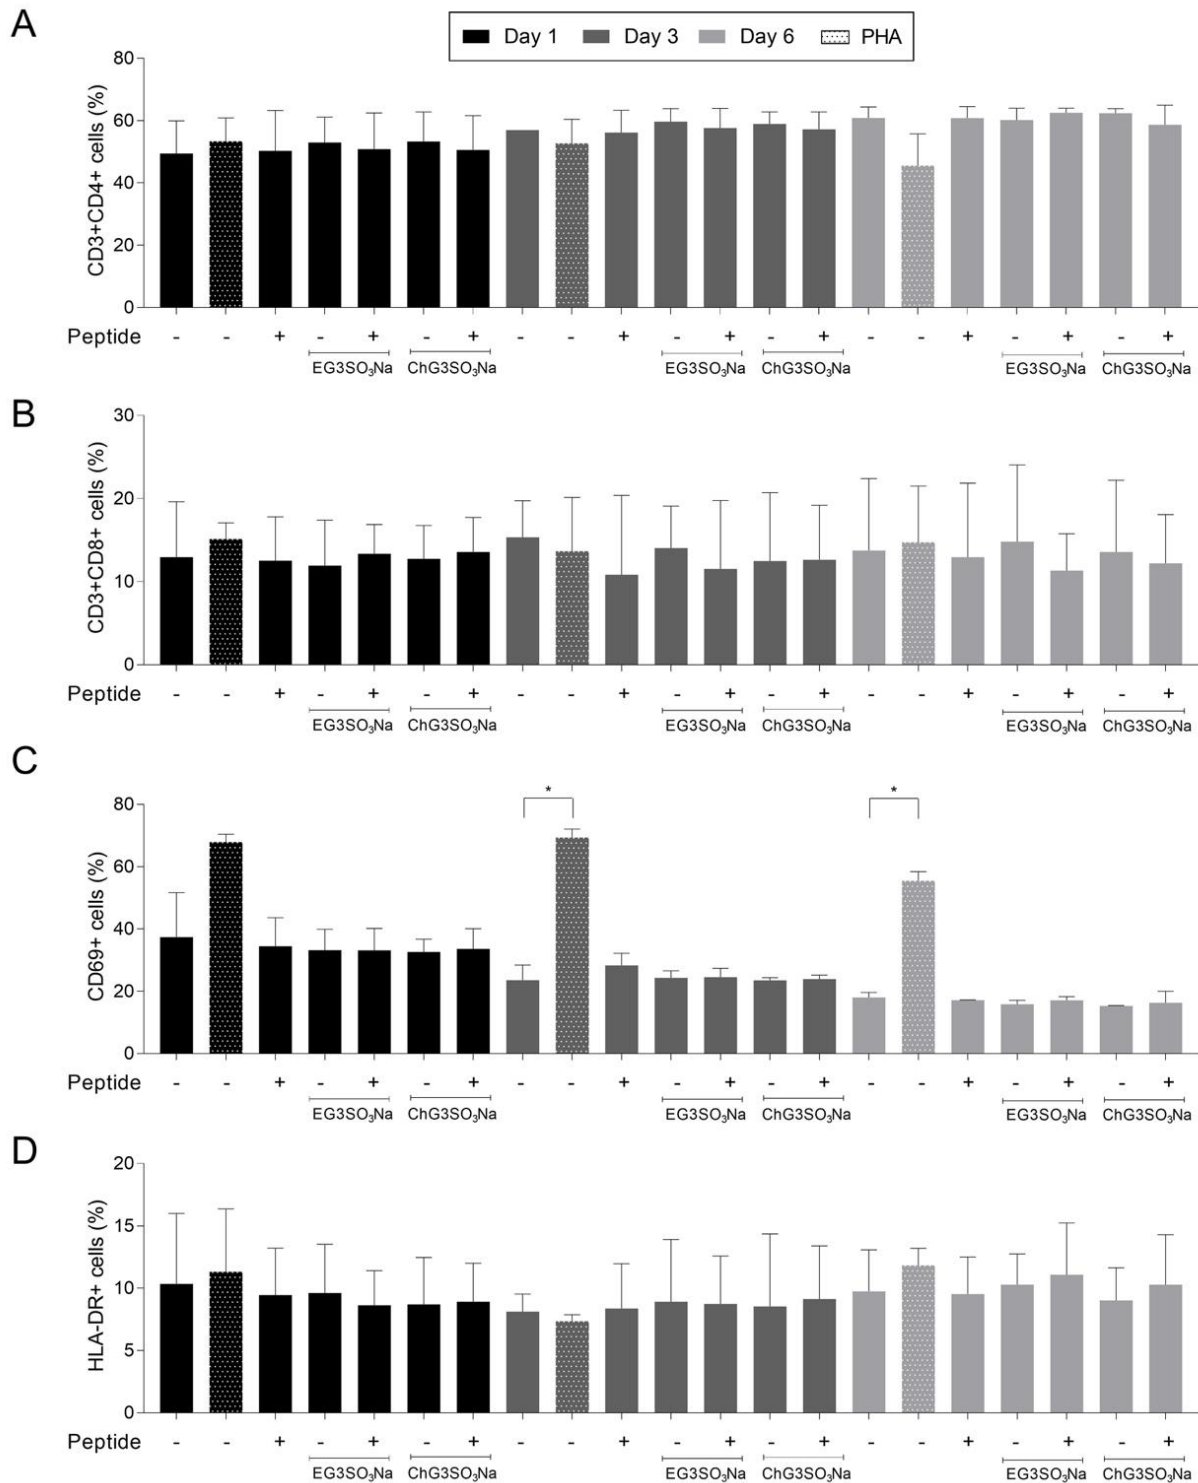 A
Day 1 Day 3 Day 6 PHA
CD3+CD4+ cells (%)
80
60
40
20
0
Peptide - - + - + - + - - + - + - + - - + - + - +
EG3SO₃Na ChG3SO₃Na EG3SO₃Na ChG3SO₃Na EG3SO₃Na ChG3SO₃Na
B
CD3+CD8+ cells (%)
30
20
10
0
Peptide - - + - + - + - - + - + - + - - + - + - +
EG3SO₃Na ChG3SO₃Na EG3SO₃Na ChG3SO₃Na EG3SO₃Na ChG3SO₃Na
C
CD69+ cells (%)
80
60
40
20
0
* *
Peptide - - + - + - + - - + - + - + - - + - + - +
EG3SO₃Na ChG3SO₃Na EG3SO₃Na ChG3SO₃Na EG3SO₃Na ChG3SO₃Na
D
HLA-DR+ cells (%)
20
15
10
5
0
Peptide - - + - + - + - - + - + - + - - + - + - +
EG3SO₃Na ChG3SO₃Na EG3SO₃Na ChG3SO₃Na EG3SO₃Na ChG3SO₃Na